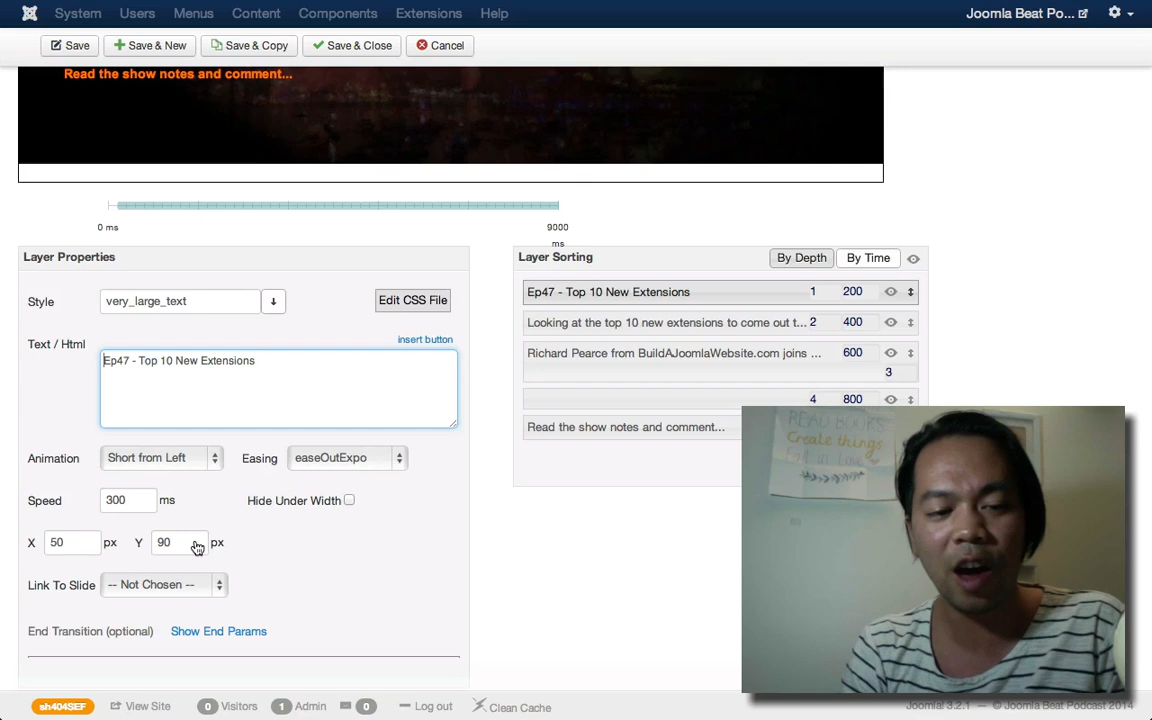 System Users Menus Content Components Extensions Help Joomla Beat Po...
Save Save & New Save & Copy Save & Close Cancel
Read the show notes and comment...
0 ms 9000
ms
Layer Properties
Style very_large_text Edit CSS File
Text / Html insert button
Ep47 - Top 10 New Extensions
Animation Short from Left Easing easeOutExpo
Speed 300 ms Hide Under Width
X 50 px Y 90 px
Link To Slide -- Not Chosen --
End Transition (optional) Show End Params
Layer Sorting By Depth By Time
Ep47 - Top 10 New Extensions 1 200
Looking at the top 10 new extensions to come out t... 2 400
Richard Pearce from BuildAJoomlaWebsite.com joins ... 600
3
4 800
Read the show notes and comment...
READ BOOKS
Create things
Fall in Love
sh404SEF View Site 0 Visitors 1 Admin 0 Log out Clean Cache Joomla! 3.2.1 — © Joomla Beat Podcast 2014